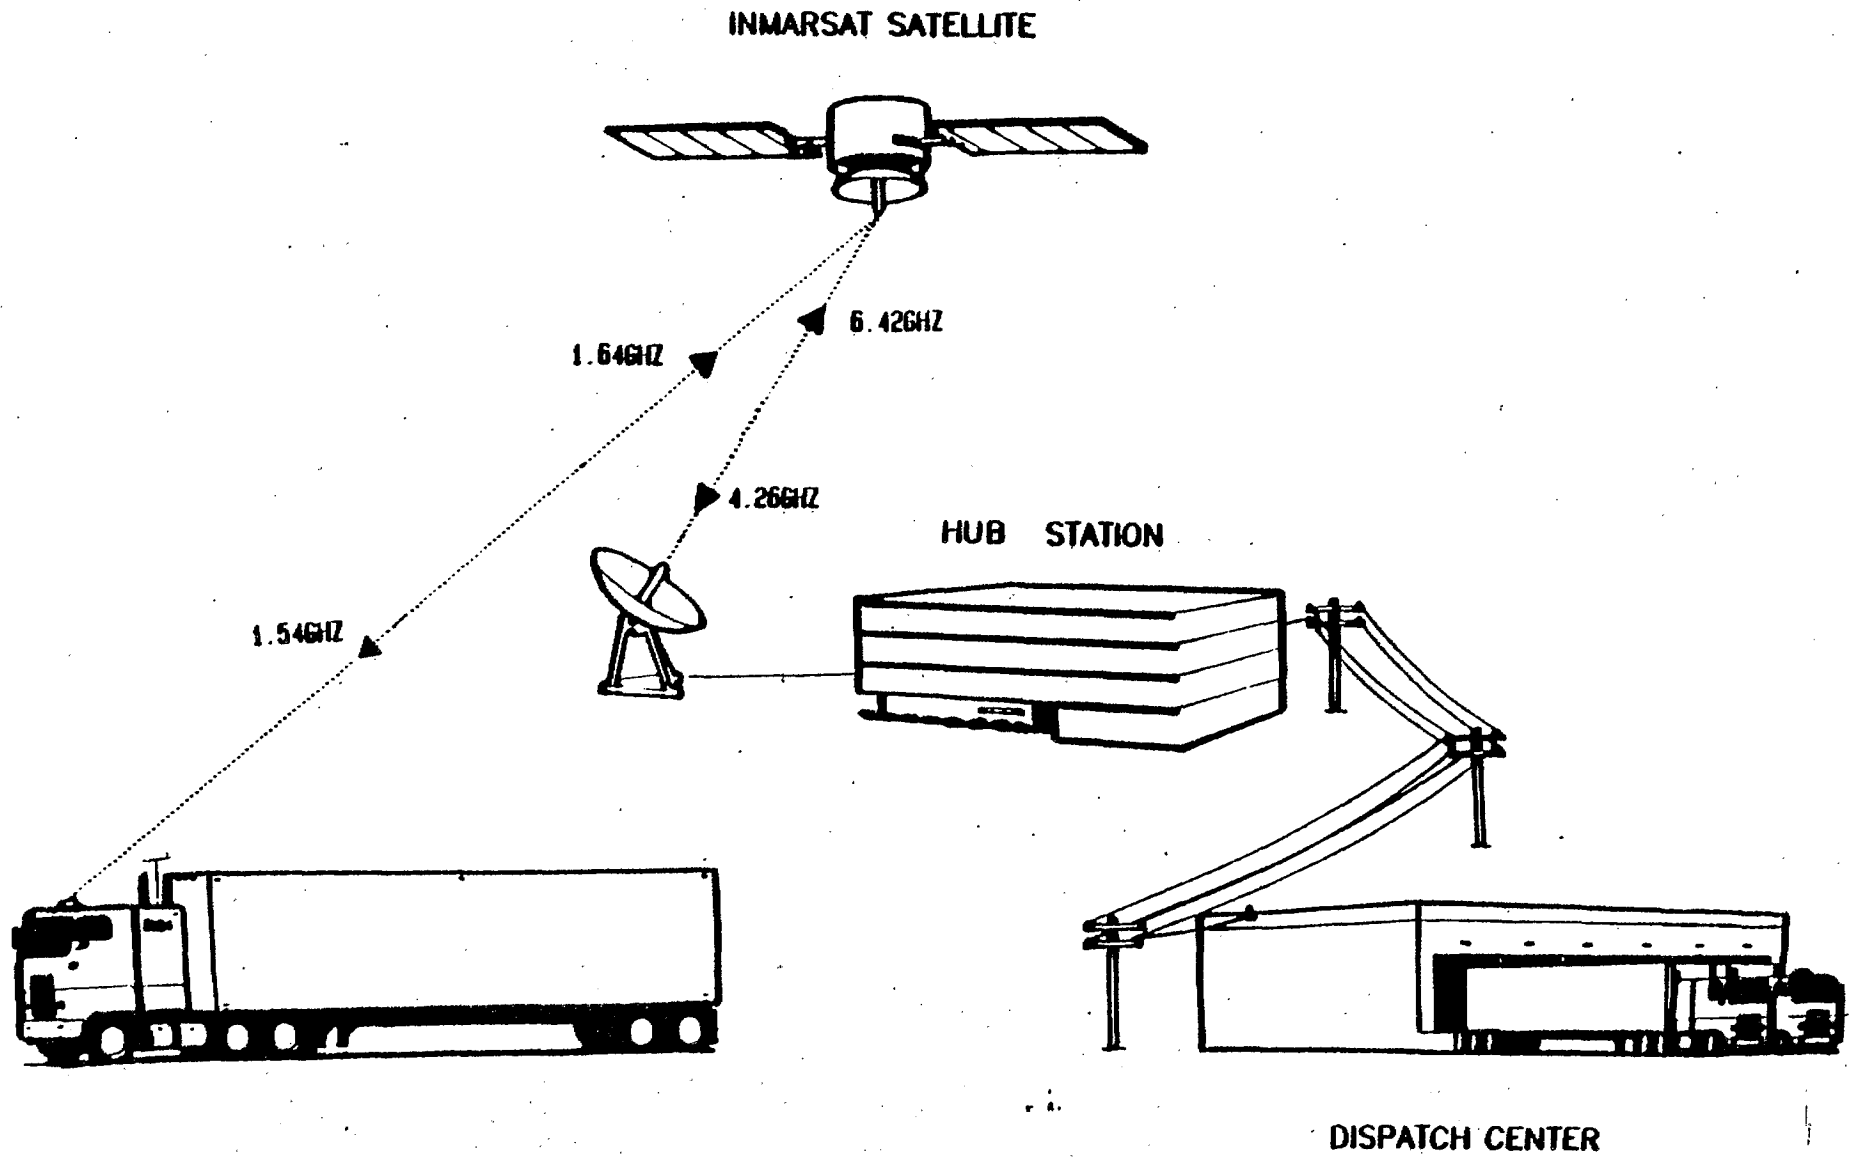 INMARSAT SATELLITE
6.42GHZ
1.64GHZ
4.26GHZ
HUB STATION
1.54GHZ
DISPATCH CENTER